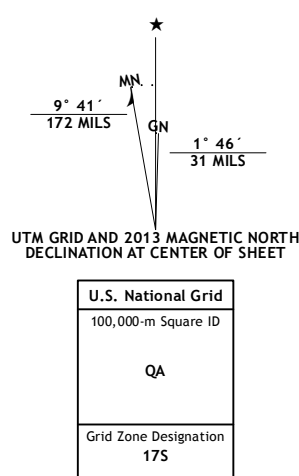 ★
MN
9° 41´
172 MILS
GN
1° 46´
31 MILS
UTM GRID AND 2013 MAGNETIC NORTH
DECLINATION AT CENTER OF SHEET
U.S. National Grid
100,000-m Square ID
QA
Grid Zone Designation
17S